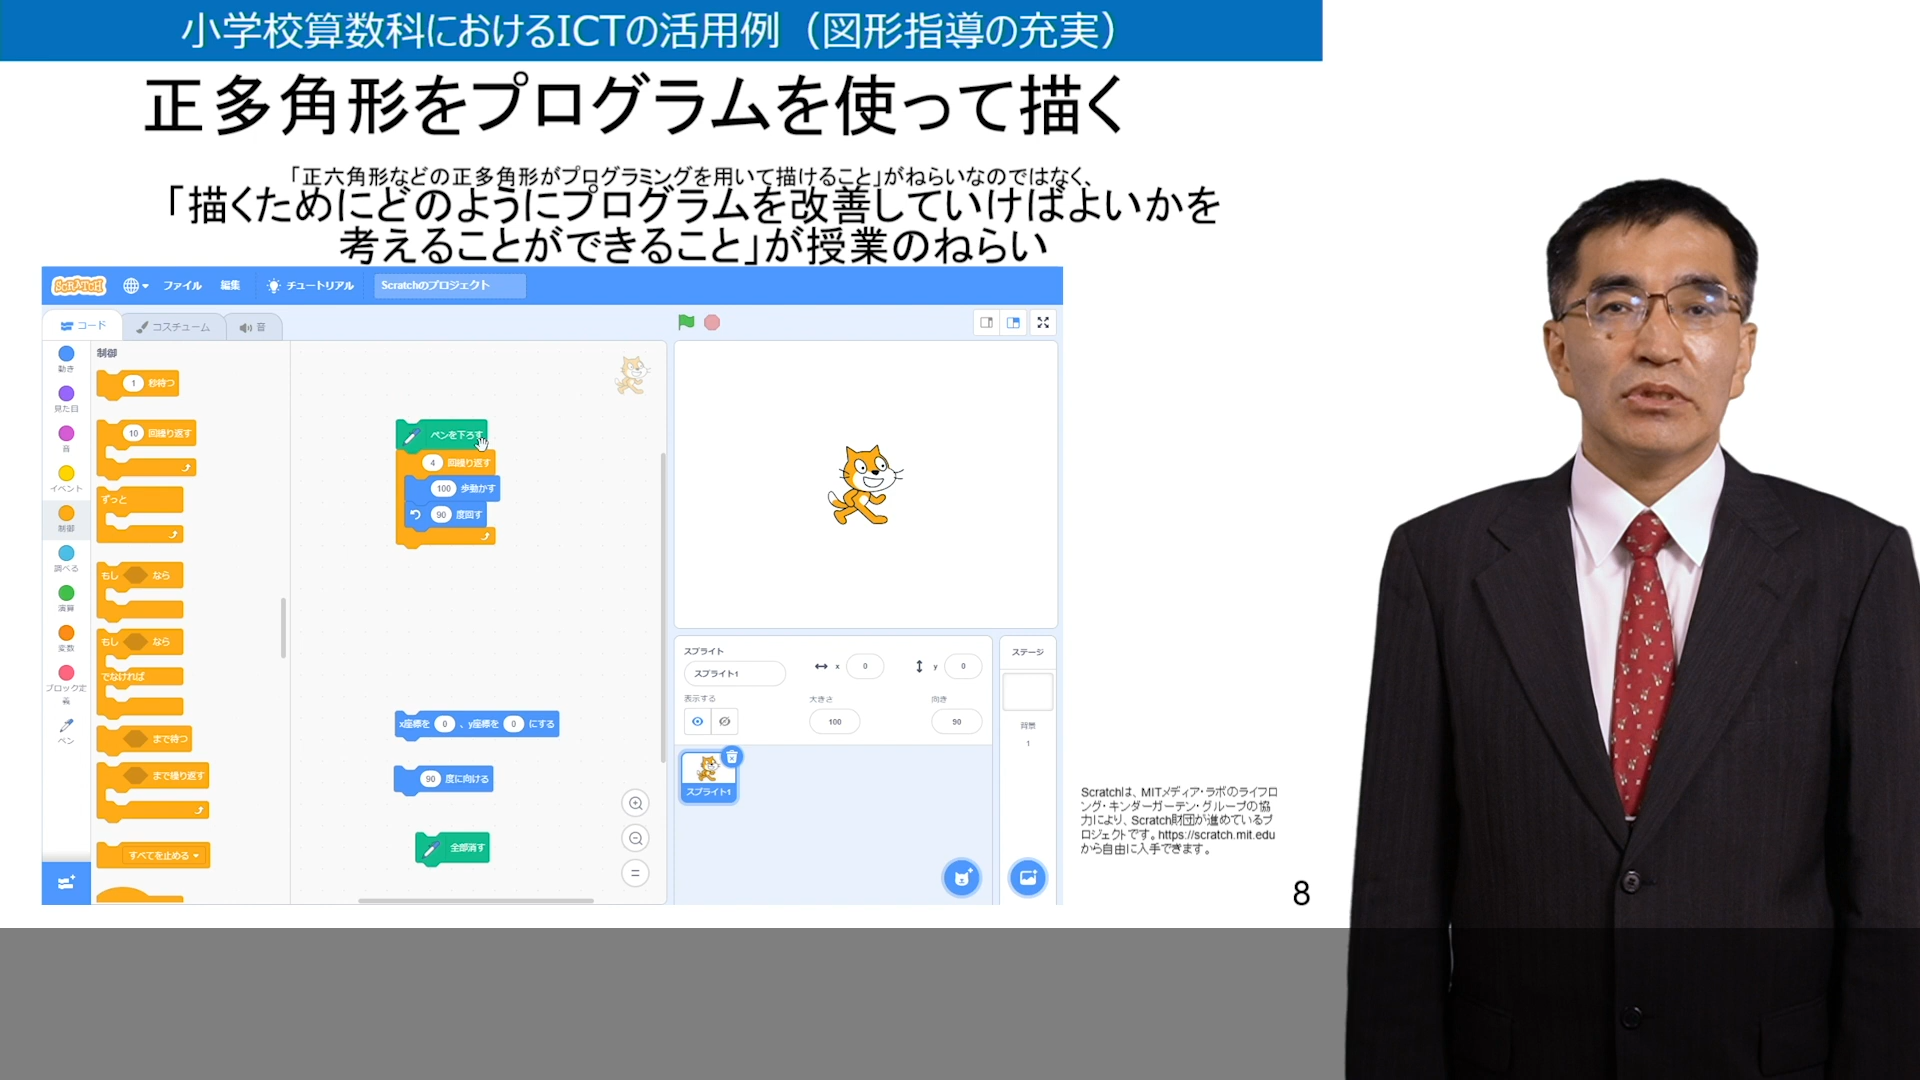 小学校算数科におけるICTの活用例（図形指導の充実）
正多角形をプログラムを使って描く
「正六角形などの正多角形がプログラミングを用いて描けること」がねらいなのではなく、
「描くためにどのようにプログラムを改善していけばよいかを
考えることができること」が授業のねらい
SCRATCH ファイル 編集 チュートリアル Scratchのプロジェクト
コード コスチューム 音
動き
見た目
音
イベント
制御
調べる
演算
変数
ブロック定
義
ペン
制御
1 秒待つ
10 回繰り返す
ずっと
もし なら
もし なら
でなければ
まで待つ
まで繰り返す
すべてを止める
ペンを下ろす
4 回繰り返す
100 歩動かす
90 度回す
x座標を 0 、y座標を 0 にする
90 度に向ける
全部消す
スプライト
スプライト1
x 0 y 0
表示する 大きさ 向き
100 90
スプライト1
ステージ
背景
1
Scratchは、MITメディア・ラボのライフロ
ング・キンダーガーテン・グループの協
力により、Scratch財団が進めているプ
ロジェクトです。https://scratch.mit.edu
から自由に入手できます。
8